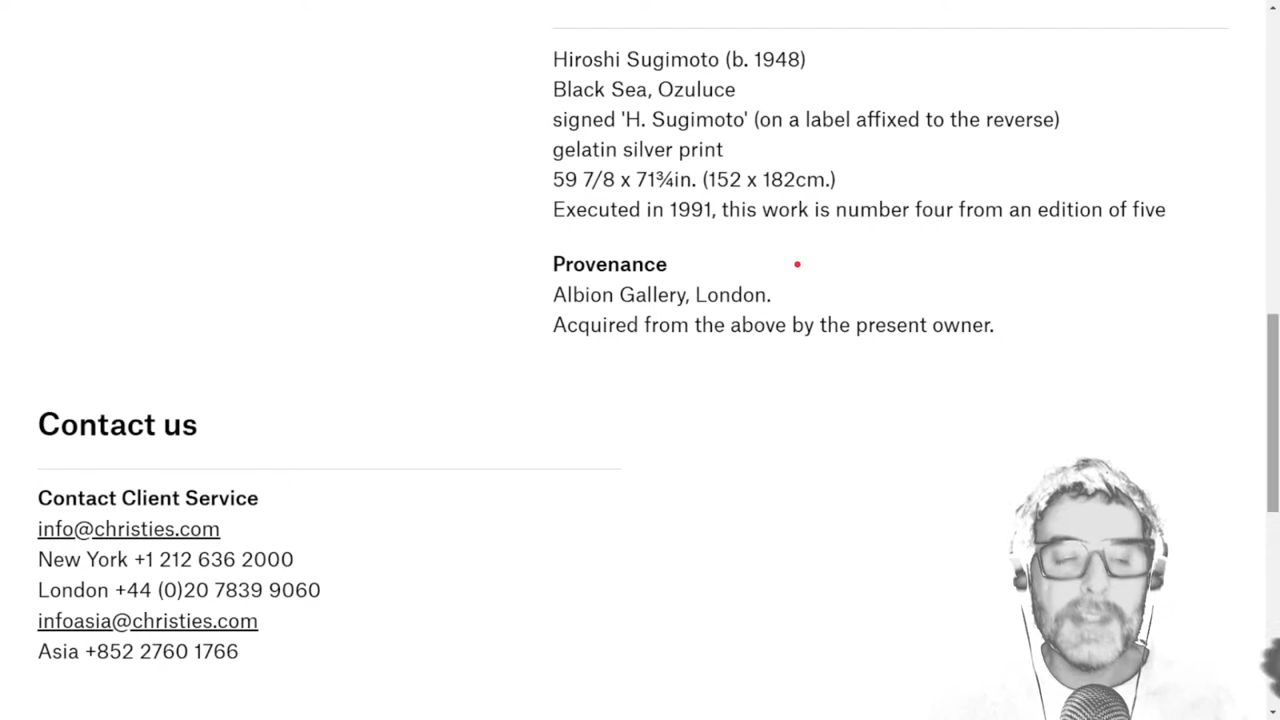 Hiroshi Sugimoto (b. 1948)
Black Sea, Ozuluce
signed 'H. Sugimoto' (on a label affixed to the reverse)
gelatin silver print
59 7/8 x 71¾in. (152 x 182cm.)
Executed in 1991, this work is number four from an edition of five
Provenance
Albion Gallery, London.
Acquired from the above by the present owner.
Contact us
Contact Client Service
info@christies.com
New York +1 212 636 2000
London +44 (0)20 7839 9060
infoasia@christies.com
Asia +852 2760 1766